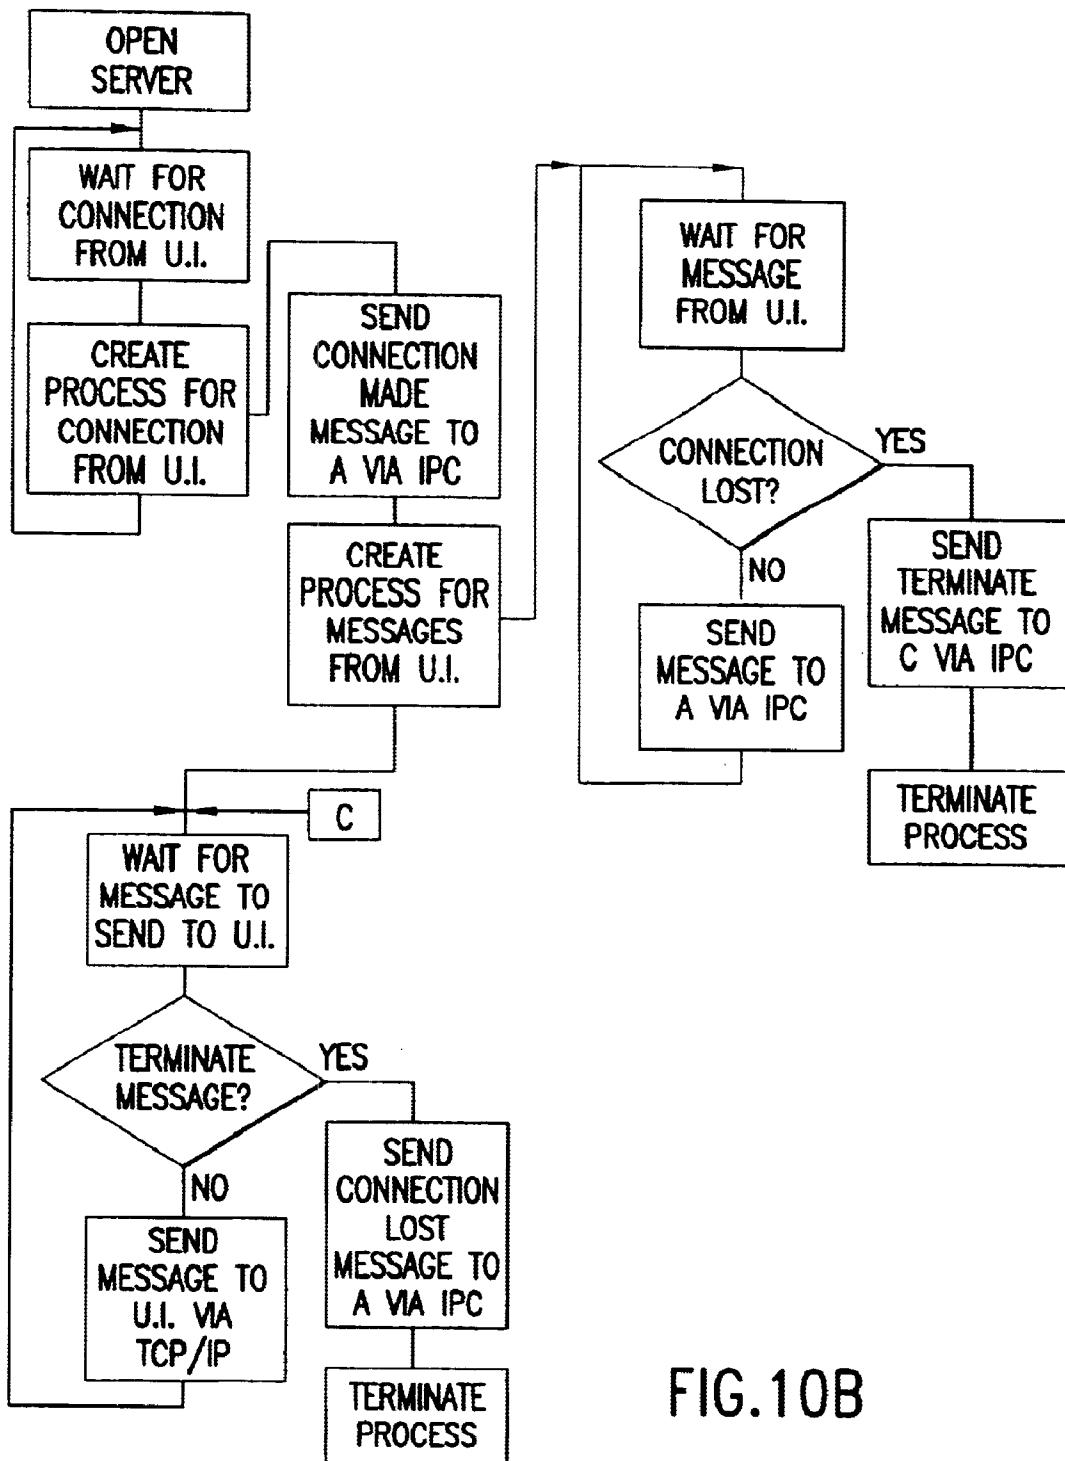 OPEN
SERVER
WAIT FOR
CONNECTION
FROM U.I.
CREATE
PROCESS FOR
CONNECTION
FROM U.I.
SEND
CONNECTION
MADE
MESSAGE TO
A VIA IPC
CREATE
PROCESS FOR
MESSAGES
FROM U.I.
WAIT FOR
MESSAGE
FROM U.I.
CONNECTION
LOST?
YES
NO
SEND
MESSAGE TO
A VIA IPC
SEND
TERMINATE
MESSAGE TO
C VIA IPC
TERMINATE
PROCESS
C
WAIT FOR
MESSAGE TO
SEND TO U.I.
TERMINATE
MESSAGE?
YES
NO
SEND
MESSAGE TO
U.I. VIA
TCP/IP
SEND
CONNECTION
LOST
MESSAGE TO
A VIA IPC
TERMINATE
PROCESS
FIG.10B